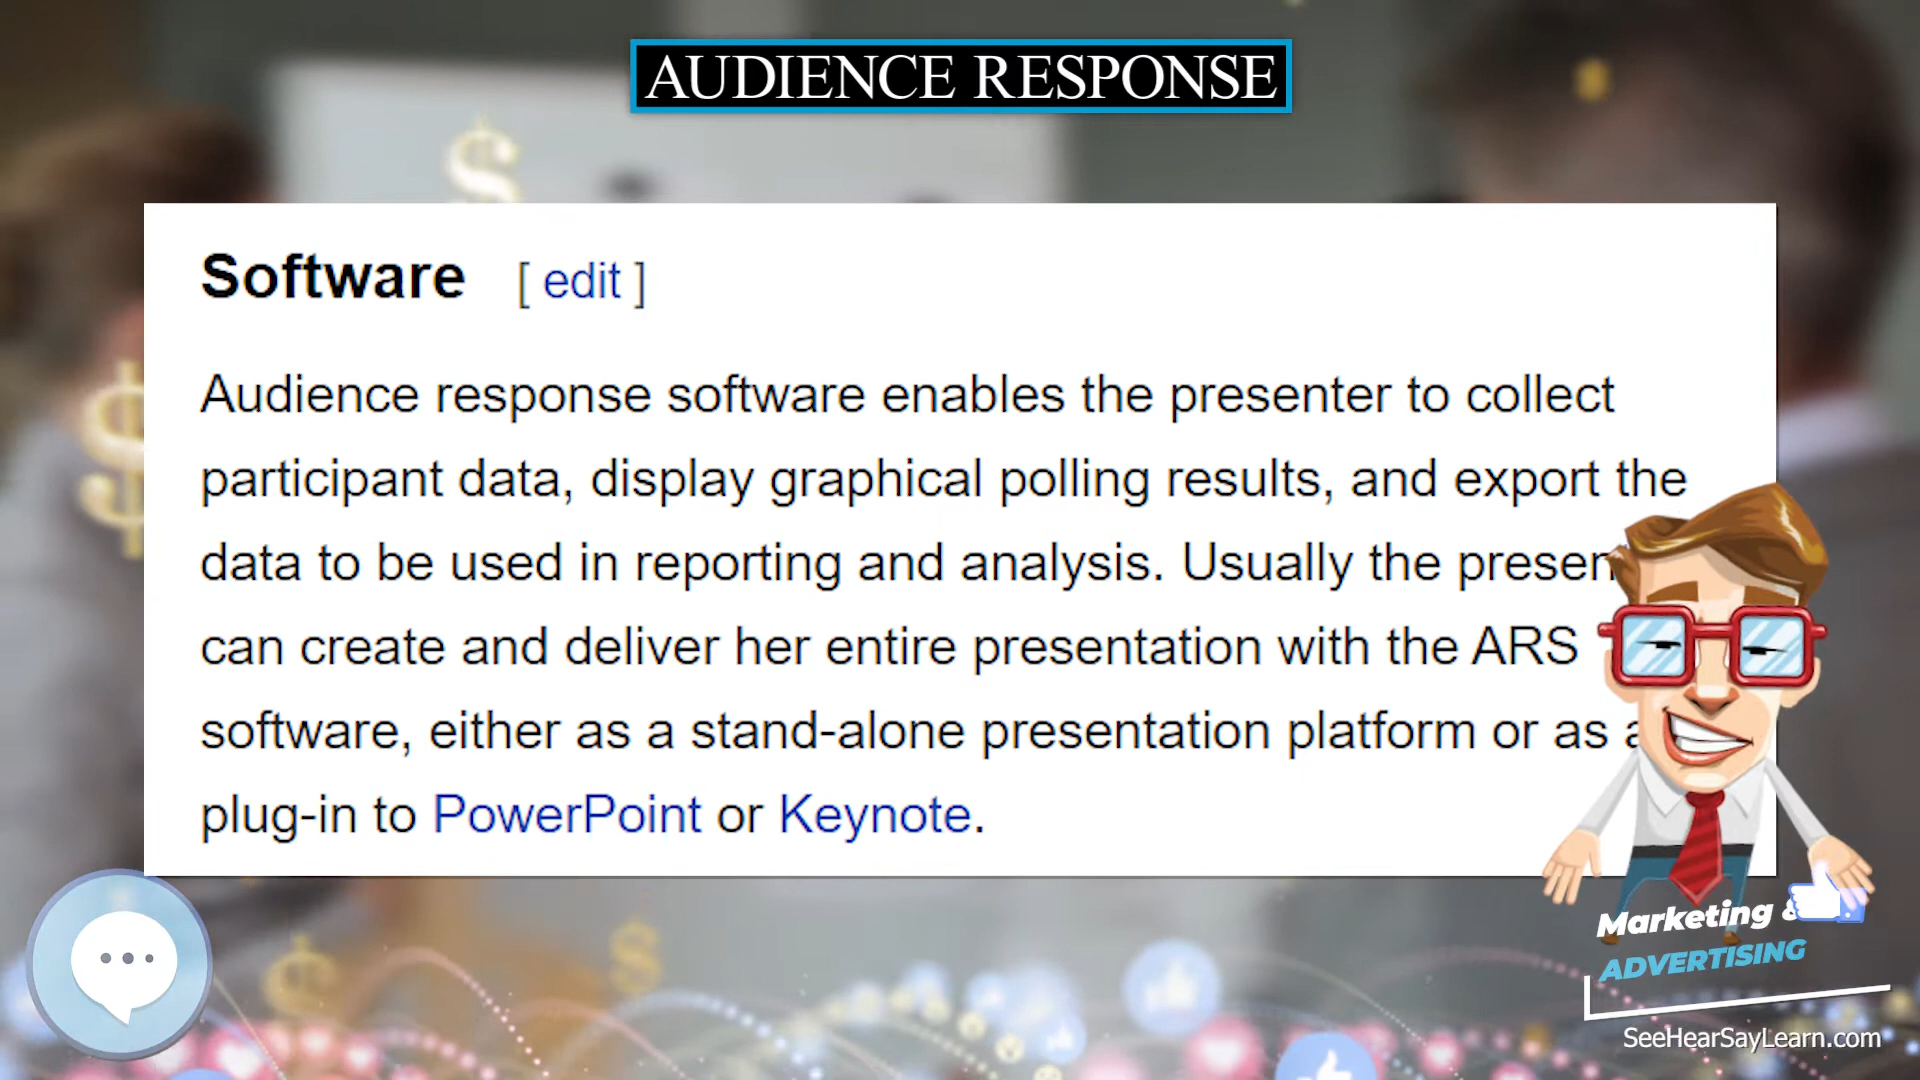 AUDIENCE RESPONSE
Software [ edit ]
Audience response software enables the presenter to collect
participant data, display graphical polling results, and export the
data to be used in reporting and analysis. Usually the
can create and deliver her entire presentation with the ARS
software, either as a stand-alone presentation platform or as
plug-in to PowerPoint or Keynote.
Marketing &
ADVERTISING
SeeHearSayLearn.com